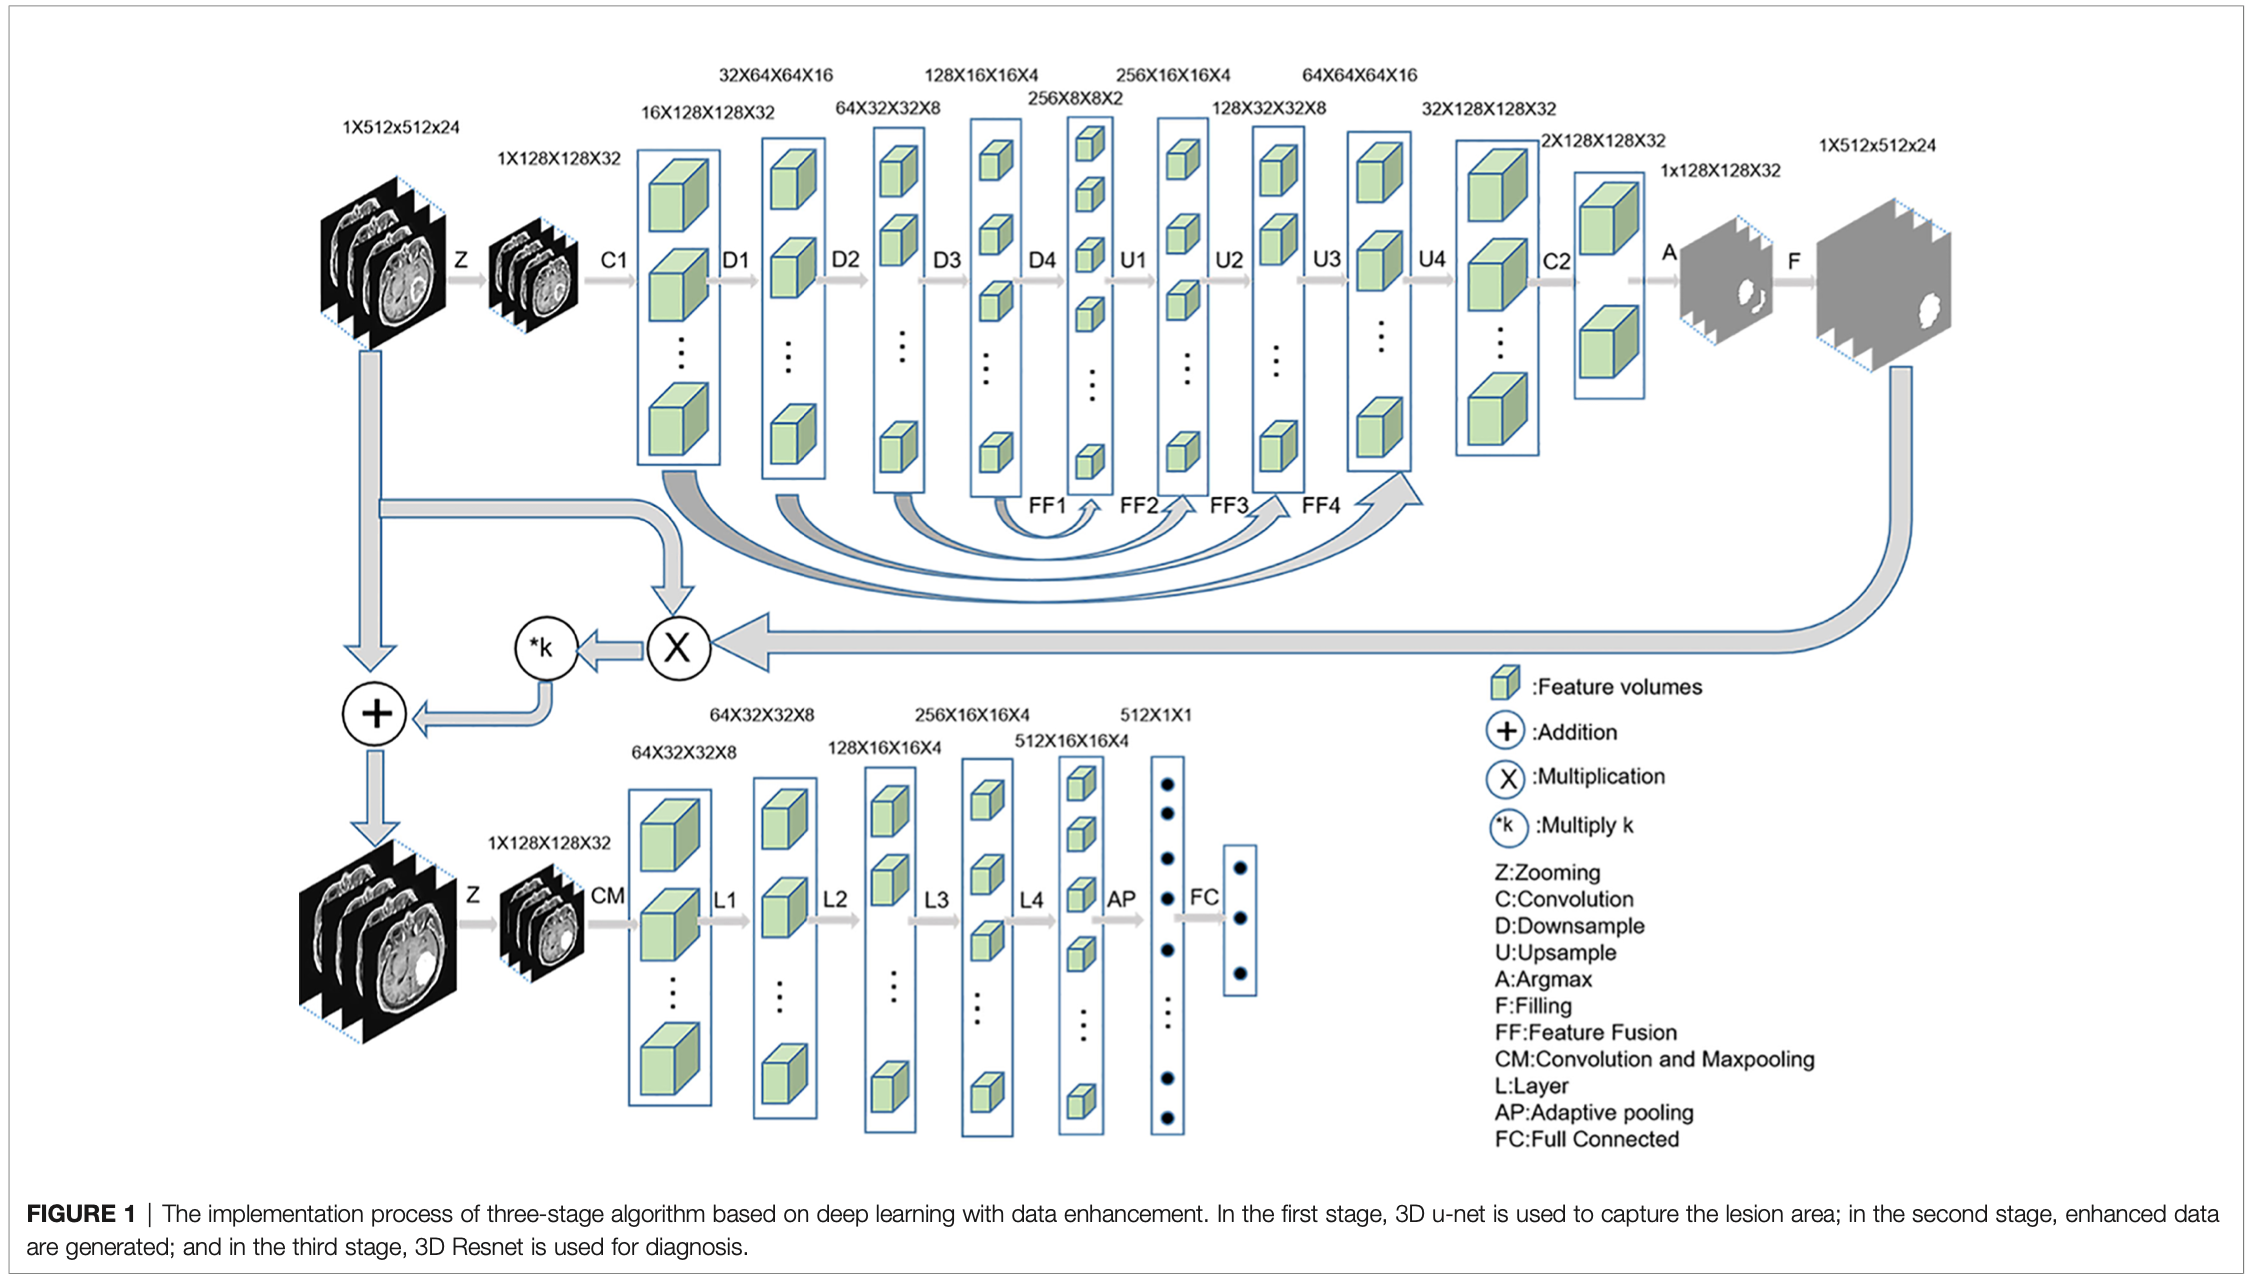 32X64X64X16
128X16X16X4
256X16X16X4
64X64X64X16
256X8X8X2
16X128X128X32
64X32X32X8
128X32X32X8
32X128X128X32
1X512x512x24
2X128X128X32
1X512x512x24
1X128X128X32
1x128X128X32
Z
C1
D1
D2
D3
D4
U1
U2
U3
U4
C2
A
F
FF1
FF2
FF3
FF4
*k
X
+
64X32X32X8
256X16X16X4
512X1X1
64X32X32X8
128X16X16X4
512X16X16X4
1X128X128X32
Z
CM
L1
L2
L3
L4
AP
FC
:Feature volumes
+ :Addition
X :Multiplication
*k :Multiply k
Z:Zooming
C:Convolution
D:Downsample
U:Upsample
A:Argmax
F:Filling
FF:Feature Fusion
CM:Convolution and Maxpooling
L:Layer
AP:Adaptive pooling
FC:Full Connected
FIGURE 1 | The implementation process of three-stage algorithm based on deep learning with data enhancement. In the first stage, 3D u-net is used to capture the lesion area; in the second stage, enhanced data
are generated; and in the third stage, 3D Resnet is used for diagnosis.